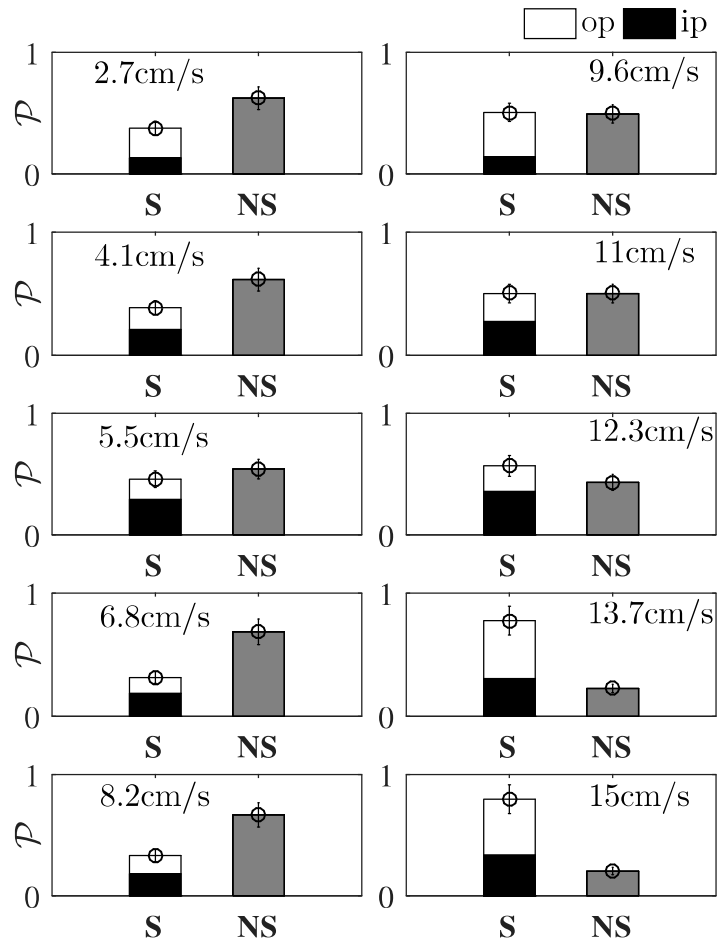 op ip
1
2.7cm/s
𝒫
0
S NS
1
9.6cm/s
0
S NS
1
4.1cm/s
𝒫
0
S NS
1
11cm/s
0
S NS
1
5.5cm/s
𝒫
0
S NS
1
12.3cm/s
0
S NS
1
6.8cm/s
𝒫
0
S NS
1
13.7cm/s
0
S NS
1
8.2cm/s
𝒫
0
S NS
1
15cm/s
0
S NS